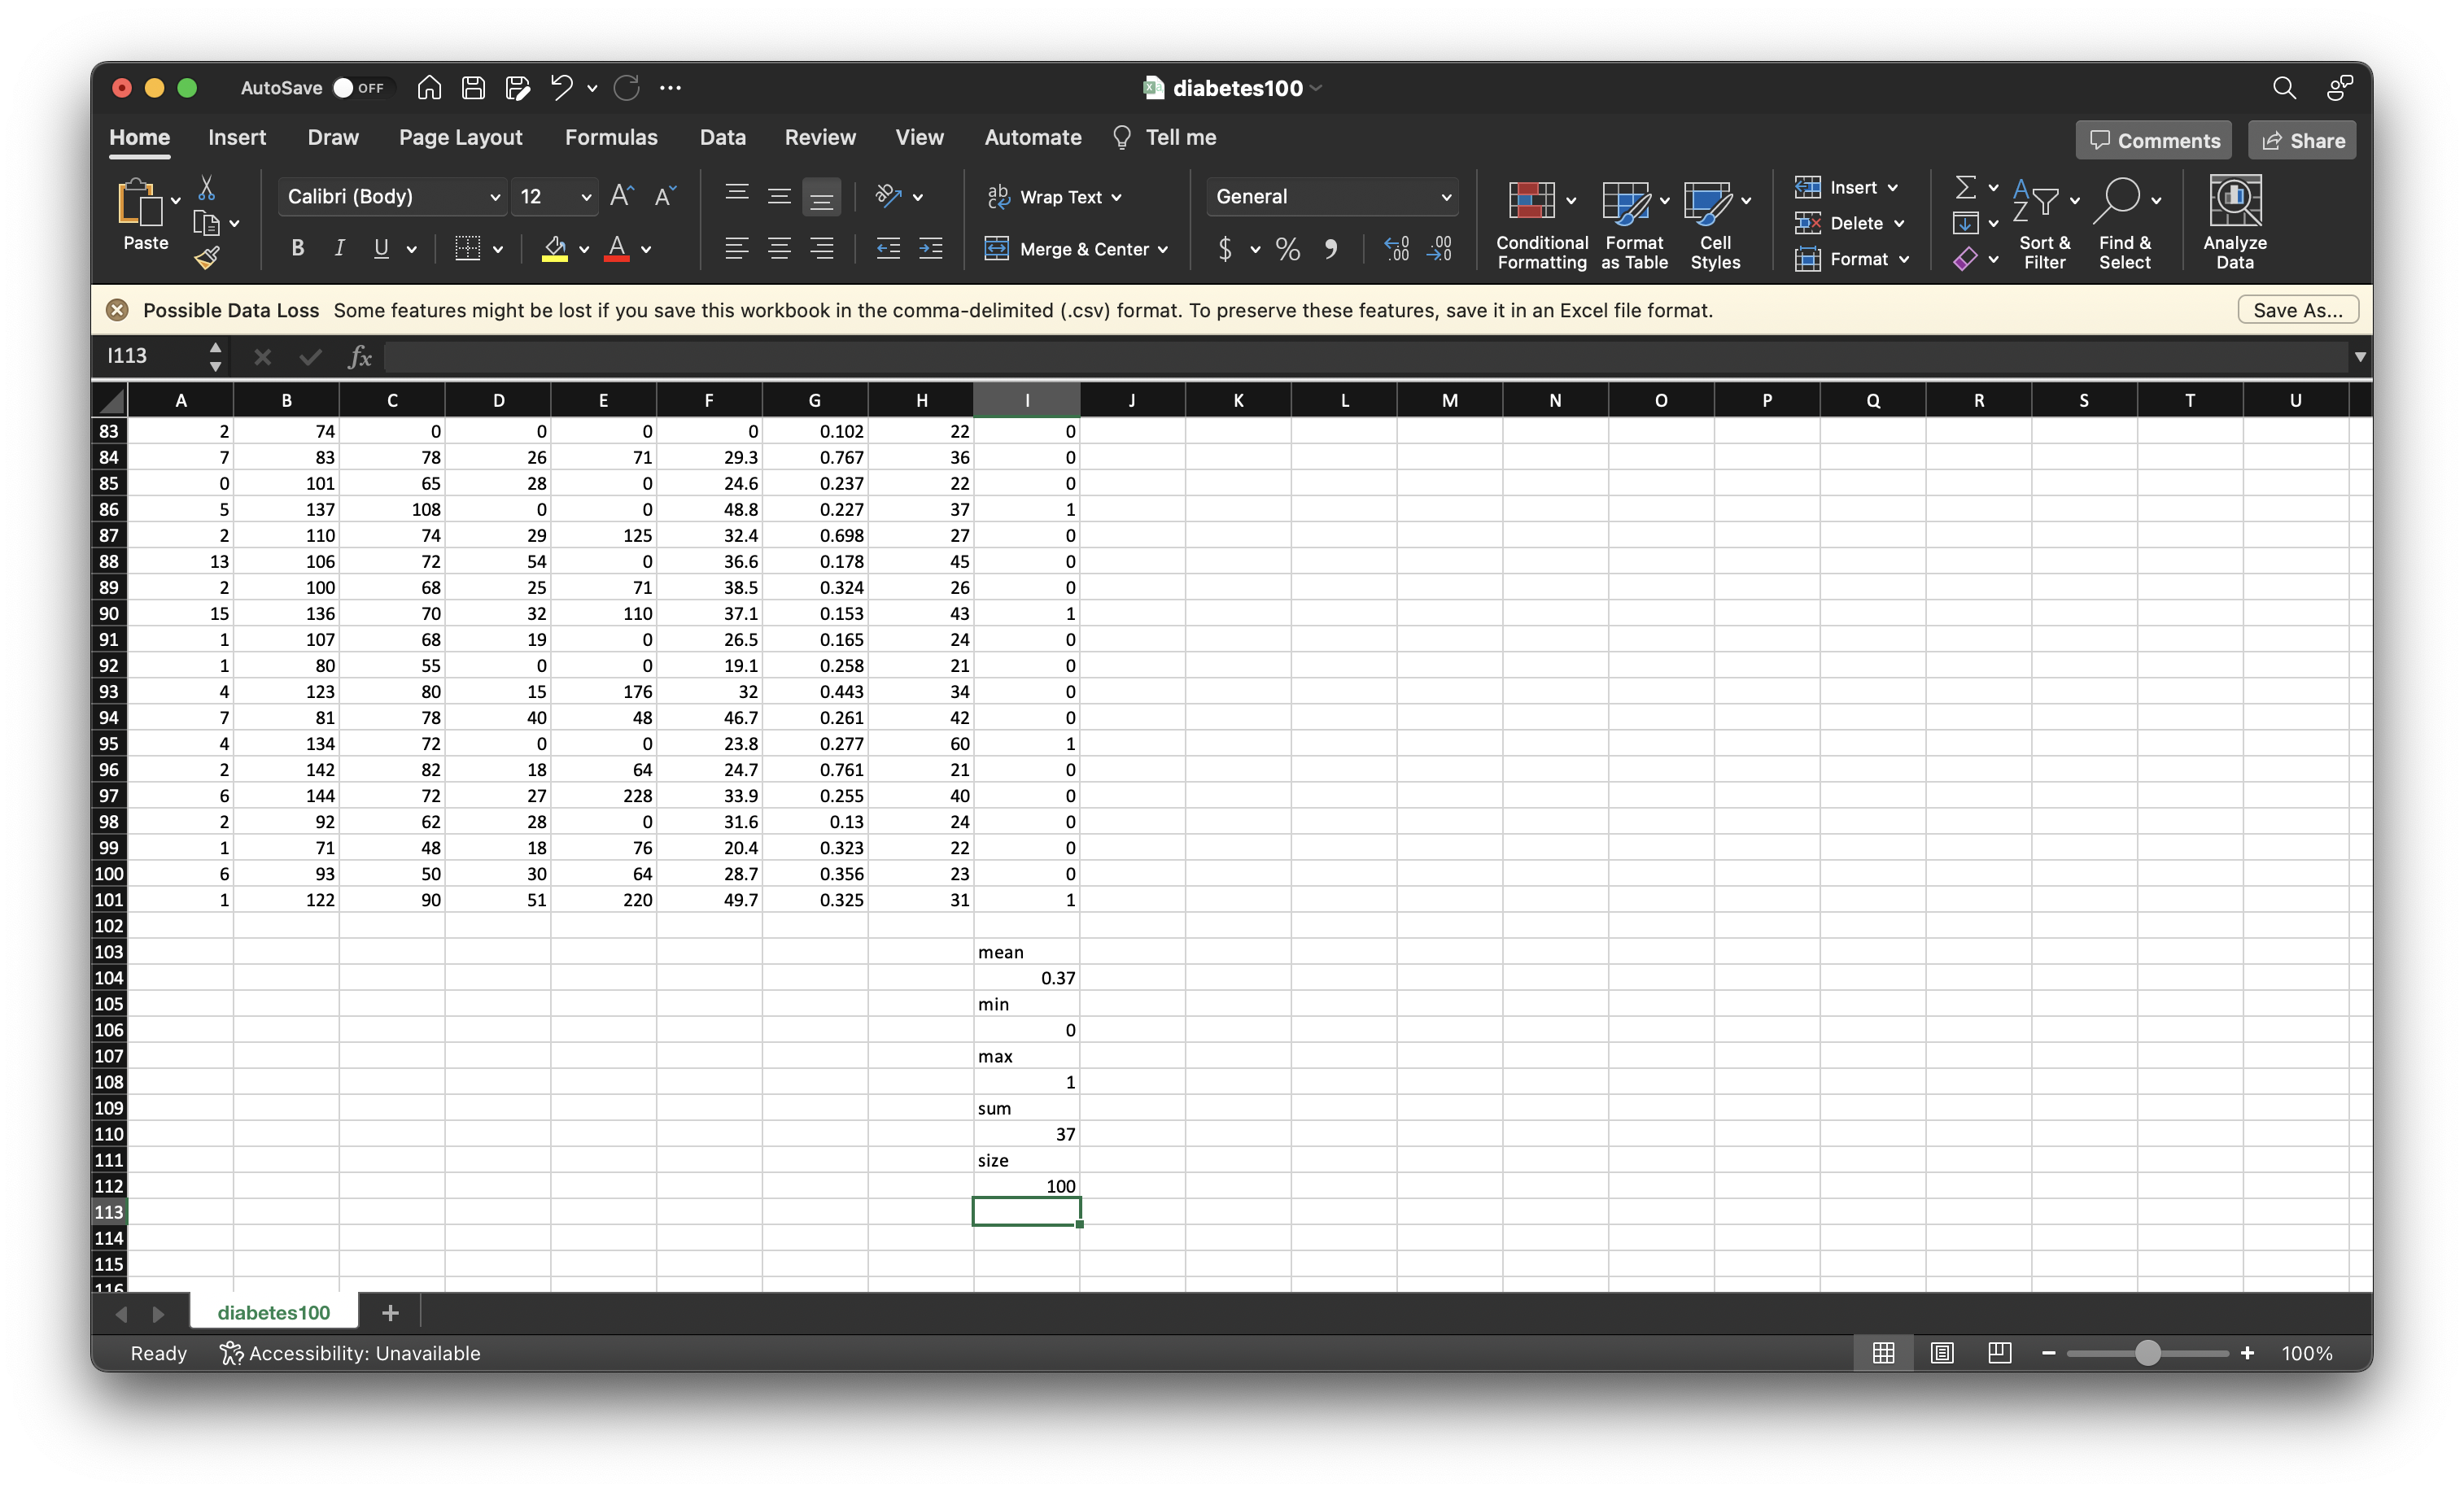 AutoSave OFF diabetes100
Home Insert Draw Page Layout Formulas Data Review View Automate Tell me Comments Share
Paste Calibri (Body) 12 Wrap Text General Insert
B I U Merge & Center $ % Conditional Formatting Format as Table Cell Styles Delete Format Sort & Filter Find & Select Analyze Data
Possible Data Loss Some features might be lost if you save this workbook in the comma-delimited (.csv) format. To preserve these features, save it in an Excel file format. Save As...
I113 fx
A B C D E F G H I J K L M N O P Q R S T U
83 2 74 0 0 0 0 0.102 22 0
84 7 83 78 26 71 29.3 0.767 36 0
85 0 101 65 28 0 24.6 0.237 22 0
86 5 137 108 0 0 48.8 0.227 37 1
87 2 110 74 29 125 32.4 0.698 27 0
88 13 106 72 54 0 36.6 0.178 45 0
89 2 100 68 25 71 38.5 0.324 26 0
90 15 136 70 32 110 37.1 0.153 43 1
91 1 107 68 19 0 26.5 0.165 24 0
92 1 80 55 0 0 19.1 0.258 21 0
93 4 123 80 15 176 32 0.443 34 0
94 7 81 78 40 48 46.7 0.261 42 0
95 4 134 72 0 0 23.8 0.277 60 1
96 2 142 82 18 64 24.7 0.761 21 0
97 6 144 72 27 228 33.9 0.255 40 0
98 2 92 62 28 0 31.6 0.13 24 0
99 1 71 48 18 76 20.4 0.323 22 0
100 6 93 50 30 64 28.7 0.356 23 0
101 1 122 90 51 220 49.7 0.325 31 1
102
103 mean
104 0.37
105 min
106 0
107 max
108 1
109 sum
110 37
111 size
112 100
113
114
115
116
diabetes100 +
Ready Accessibility: Unavailable 100%